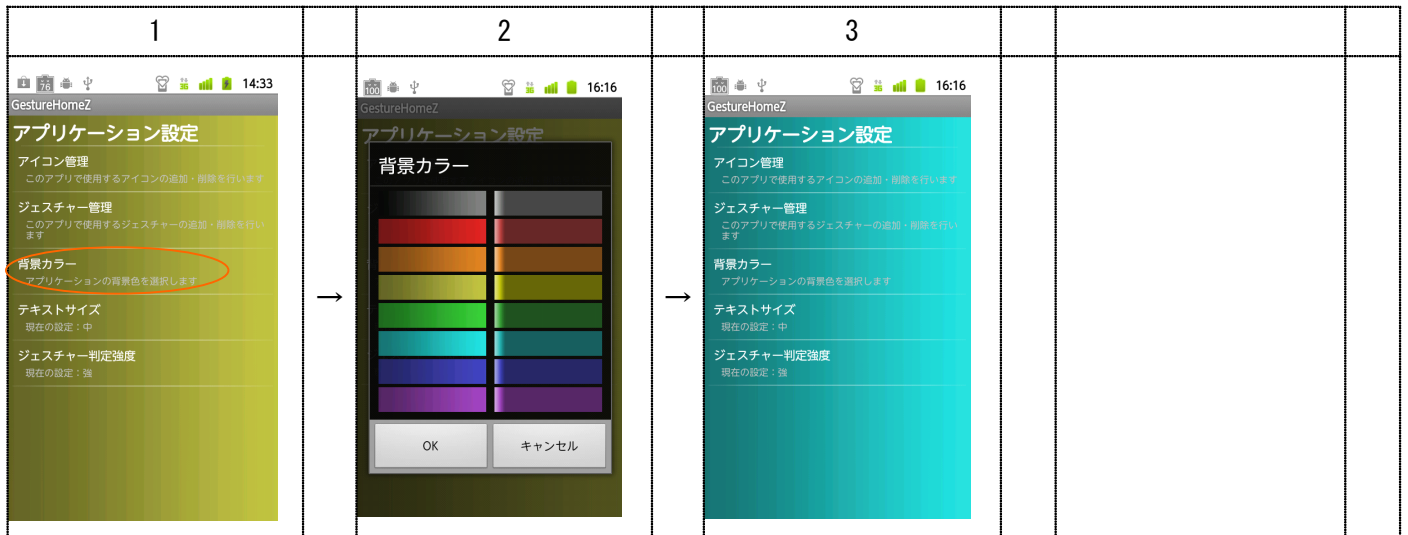 1
2
3
76
3G
14:33
GestureHomeZ
アプリケーション設定
アイコン管理
このアプリで使用するアイコンの追加・削除を行います
ジェスチャー管理
このアプリで使用するジェスチャーの追加・削除を行い
ます
背景カラー
アプリケーションの背景色を選択します
テキストサイズ
現在の設定：中
ジェスチャー判定強度
現在の設定：強
→
100
3G
16:16
GestureHomeZ
アプリケーション設定
背景カラー
OK
キャンセル
→
100
3G
16:16
GestureHomeZ
アプリケーション設定
アイコン管理
このアプリで使用するアイコンの追加・削除を行います
ジェスチャー管理
このアプリで使用するジェスチャーの追加・削除を行い
ます
背景カラー
アプリケーションの背景色を選択します
テキストサイズ
現在の設定：中
ジェスチャー判定強度
現在の設定：強